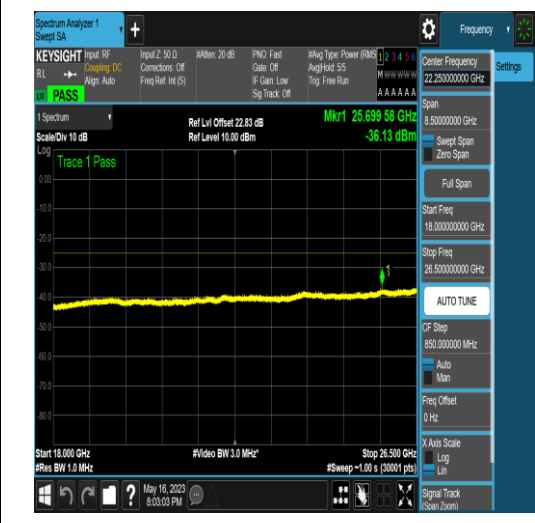 Spectrum Analyzer 1
Swept SA
+
Frequency
KEYSIGHT
RL
PASS
Input: RF
Coupling: DC
Align: Auto
Input Z: 50 Ω
Corrections: Off
Freq Ref: Int (S)
#Atten: 20 dB
PNO: Fast
Gate: Off
IF Gain: Low
Sig Track: Off
#Avg Type: Power (RMS
Avg|Hold: 5/5
Trig: Free Run
1 2 3 4 5 6
M W W W W W
A A A A A A
1 Spectrum
Scale/Div 10 dB
Ref Lvl Offset 22.83 dB
Ref Level 10.00 dBm
Mkr1 25.699 58 GHz
-36.13 dBm
Log
Trace 1 Pass
0.00
-10.0
-20.0
-30.0
-40.0
-50.0
-60.0
-70.0
-80.0
1
Start 18.000 GHz
#Res BW 1.0 MHz
#Video BW 3.0 MHz*
Stop 26.500 GHz
#Sweep ~1.00 s (30001 pts)
?
May 16, 2023
8:03:03 PM
Settings
Center Frequency
22.250000000 GHz
Span
8.50000000 GHz
Swept Span
Zero Span
Full Span
Start Freq
18.000000000 GHz
Stop Freq
26.500000000 GHz
AUTO TUNE
CF Step
850.000000 MHz
Auto
Man
Freq Offset
0 Hz
X Axis Scale
Log
Lin
Signal Track
(Span Zoom)